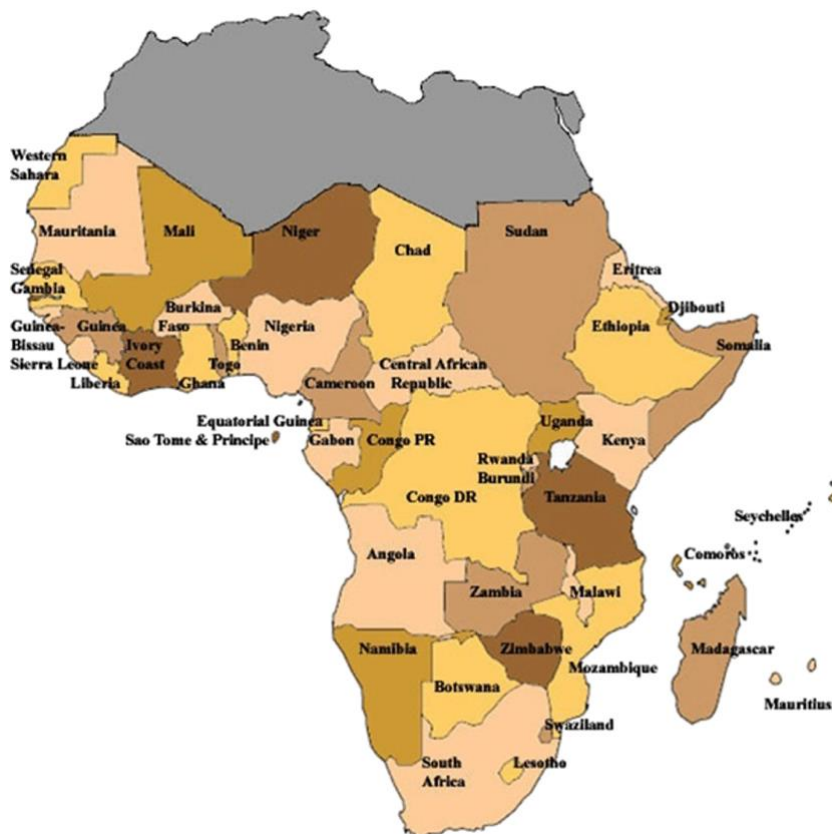 Western
Sahara
Mauritania
Mali
Niger
Chad
Sudan
Eritrea
Senegal
Gambia
Djibouti
Burkina
Faso
Guinea-
Bissau
Guinea
Ivory
Coast
Nigeria
Benin
Ethiopia
Somalia
Sierra Leone
Liberia
Ghana
Togo
Cameroon
Central African
Republic
Equatorial Guinea
Sao Tome & Principe
Gabon
Congo PR
Uganda
Kenya
Rwanda
Burundi
Congo DR
Tanzania
Seychelles
Comoros
Angola
Zambia
Malawi
Namibia
Zimbabwe
Mozambique
Madagascar
Botswana
Mauritius
Swaziland
South
Africa
Lesotho